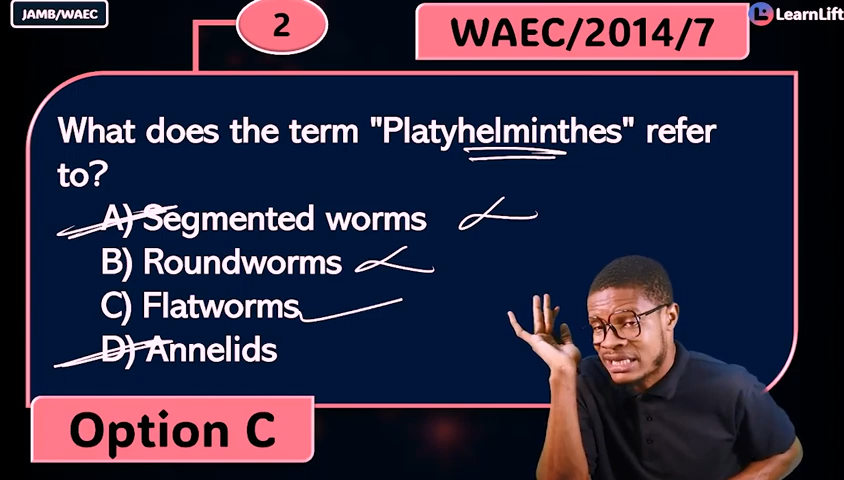 JAMB/WAEC
2
WAEC/2014/7
LearnLift
What does the term "Platyhelminthes" refer
to?
A) Segmented worms
B) Roundworms
C) Flatworms
D) Annelids
Option C